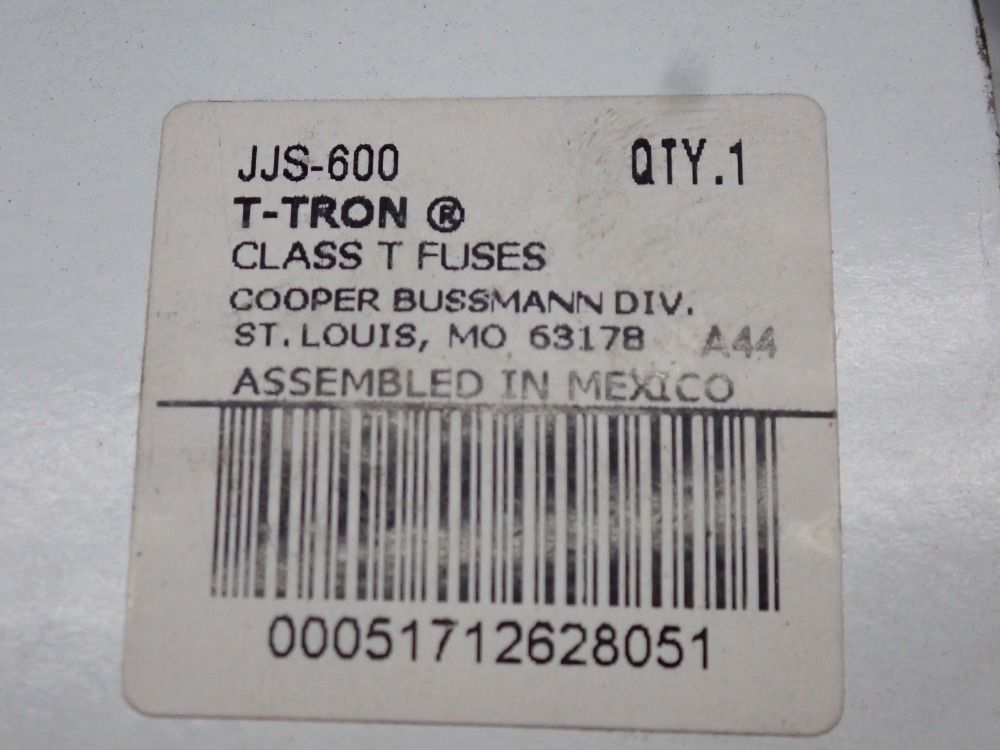 JJS-600 QTY.1
T-TRON ®
CLASS T FUSES
COOPER BUSSMANN DIV.
ST. LOUIS, MO 63178 A44
ASSEMBLED IN MEXICO
00051712628051